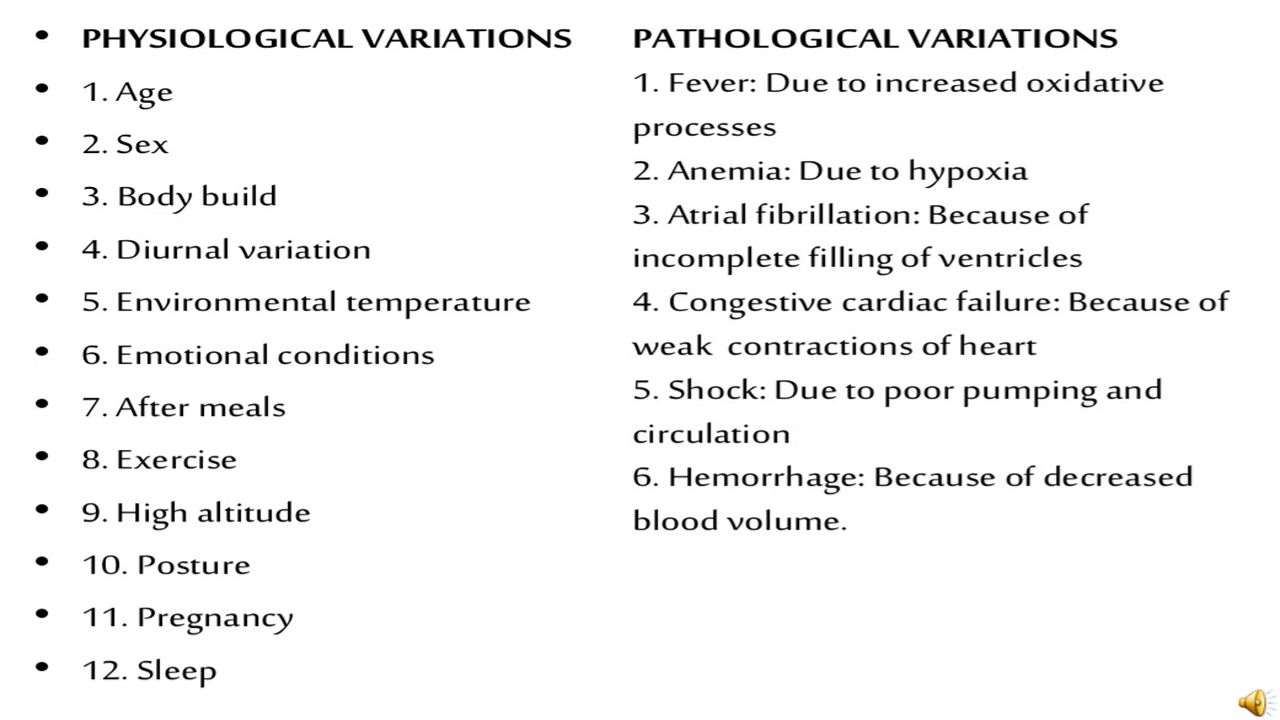 • PHYSIOLOGICAL VARIATIONS
• 1. Age
• 2. Sex
• 3. Body build
• 4. Diurnal variation
• 5. Environmental temperature
• 6. Emotional conditions
• 7. After meals
• 8. Exercise
• 9. High altitude
• 10. Posture
• 11. Pregnancy
• 12. Sleep
PATHOLOGICAL VARIATIONS
1. Fever: Due to increased oxidative
processes
2. Anemia: Due to hypoxia
3. Atrial fibrillation: Because of
incomplete filling of ventricles
4. Congestive cardiac failure: Because of
weak contractions of heart
5. Shock: Due to poor pumping and
circulation
6. Hemorrhage: Because of decreased
blood volume.